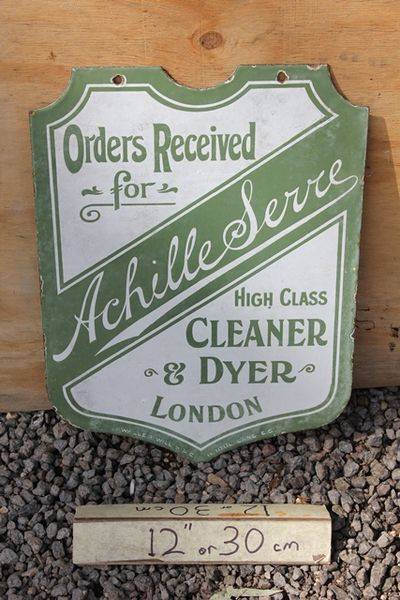 Orders Received
for
Achille Serre
HIGH CLASS
CLEANER
& DYER
LONDON
12" or 30 cm
12" 30 cm